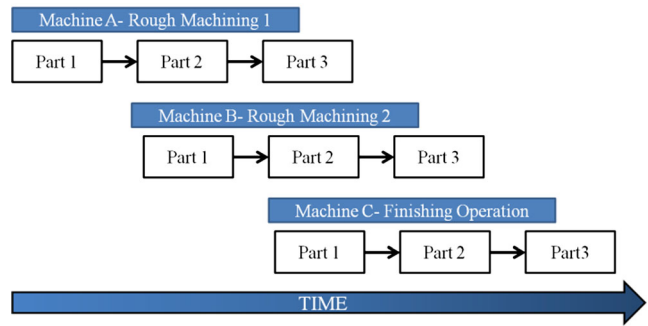 Machine A- Rough Machining 1
Part 1
Part 2
Part 3
Machine B- Rough Machining 2
Part 1
Part 2
Part 3
Machine C- Finishing Operation
Part 1
Part 2
Part3
TIME